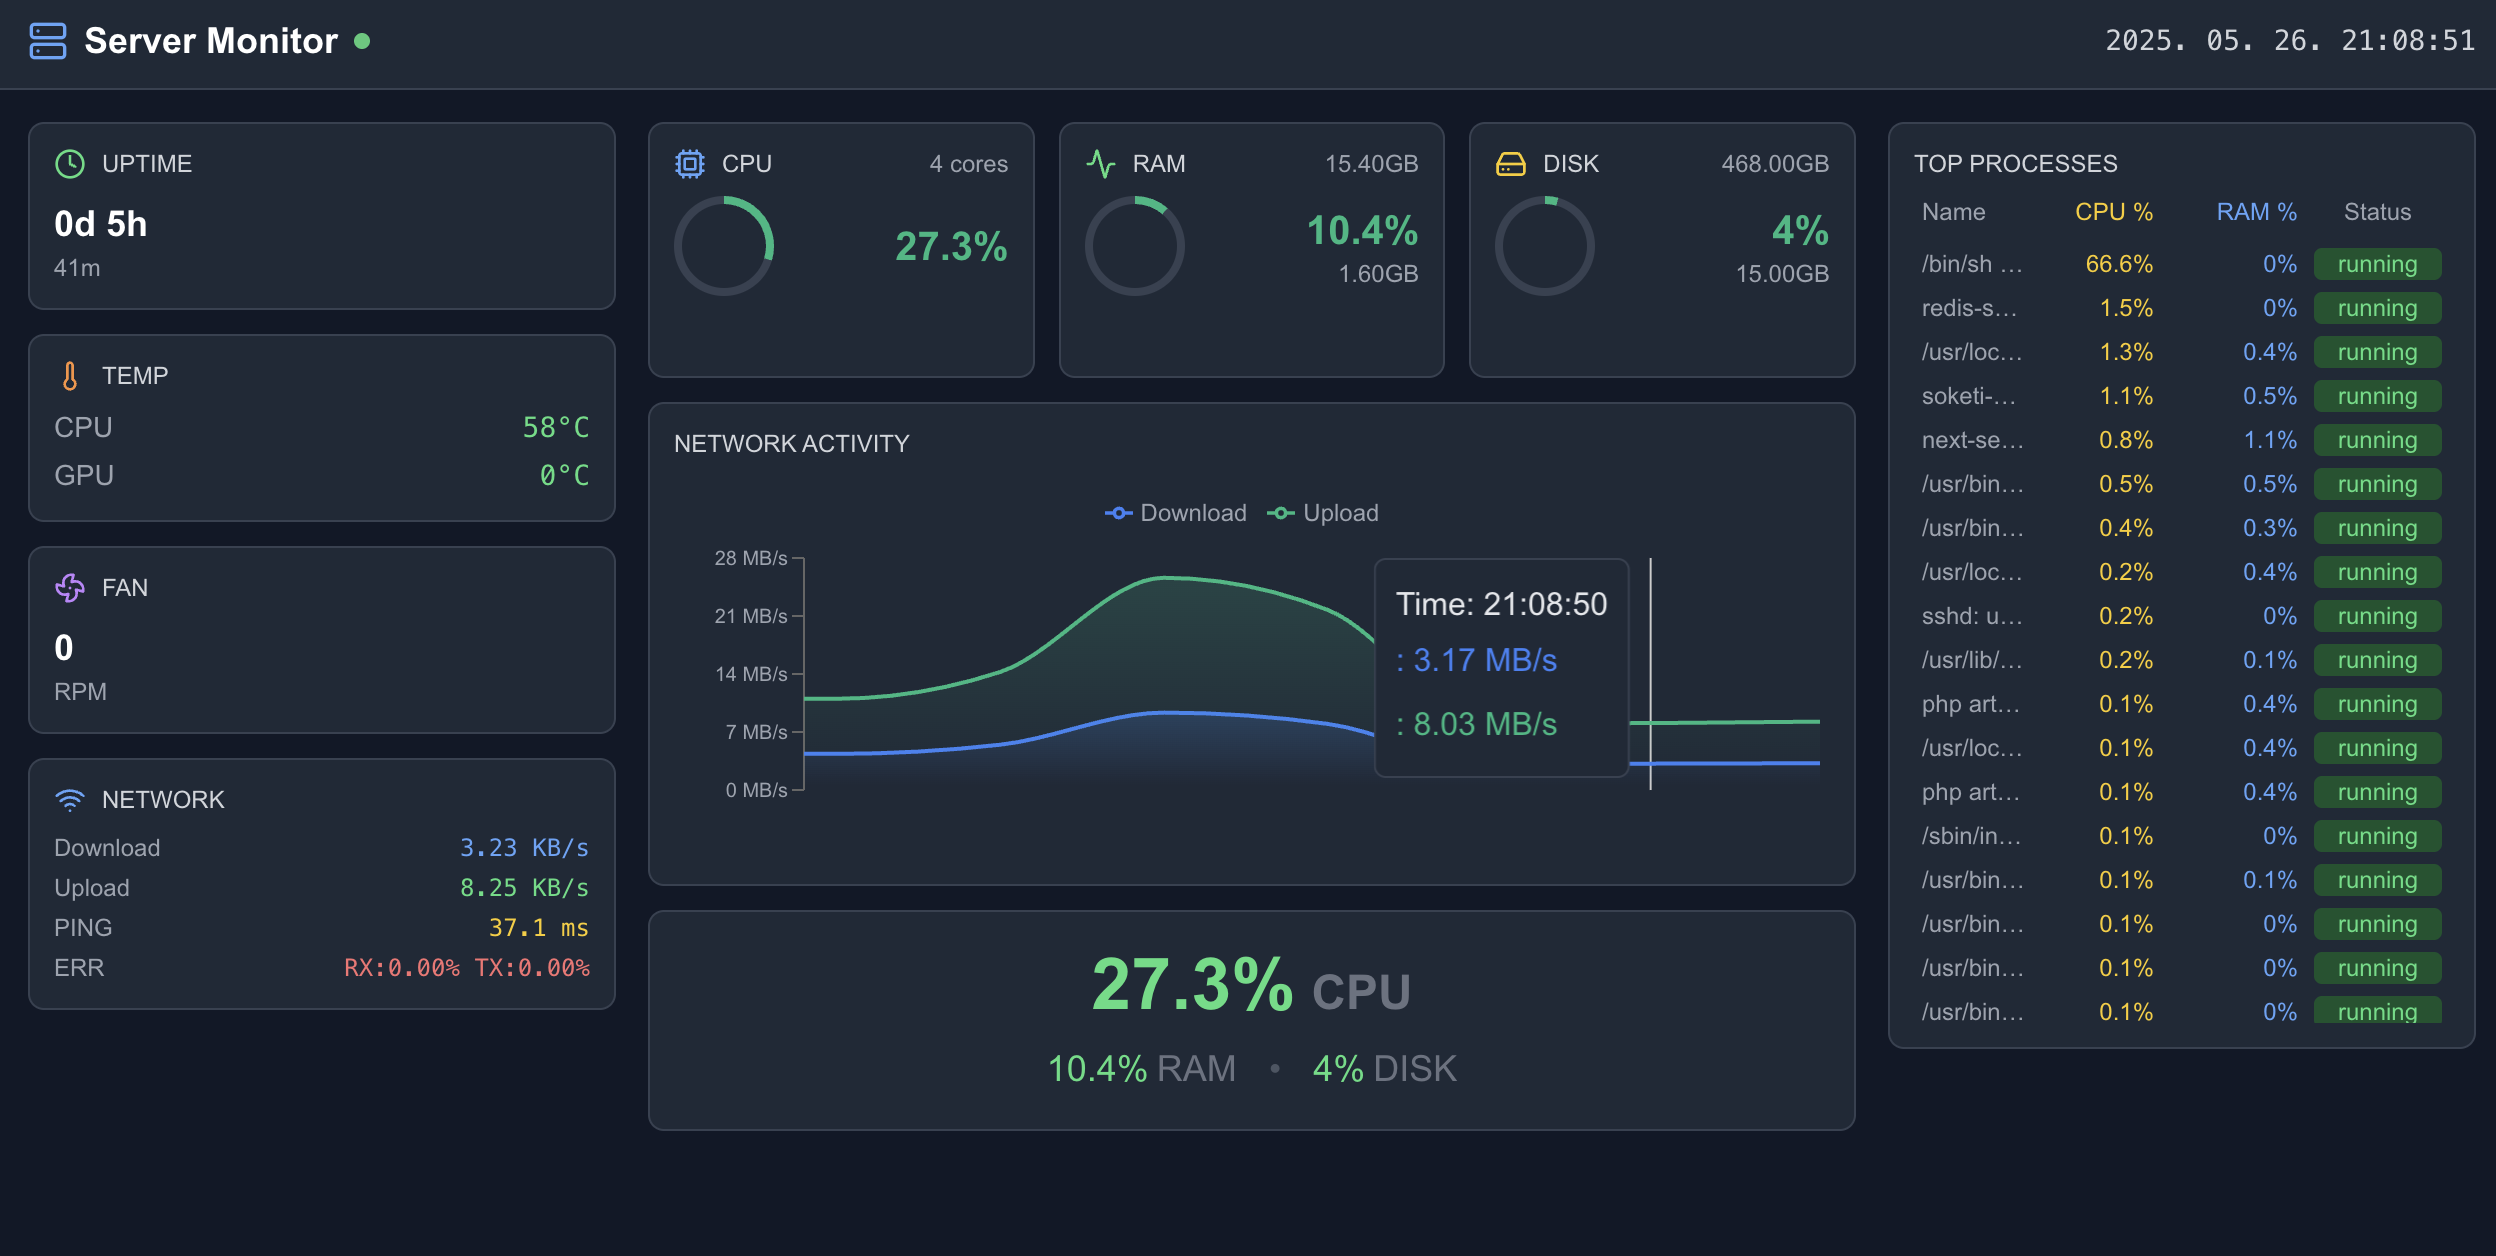 Server Monitor
2025. 05. 26. 21:08:51
UPTIME
0d 5h
41m
TEMP
CPU 58°C
GPU 0°C
FAN
0
RPM
NETWORK
Download 3.23 KB/s
Upload 8.25 KB/s
PING 37.1 ms
ERR RX:0.00% TX:0.00%
CPU 4 cores
27.3%
RAM 15.40GB
10.4%
1.60GB
DISK 468.00GB
4%
15.00GB
NETWORK ACTIVITY
Download Upload
28 MB/s
21 MB/s
14 MB/s
7 MB/s
0 MB/s
Time: 21:08:50
: 3.17 MB/s
: 8.03 MB/s
27.3% CPU
10.4% RAM • 4% DISK
TOP PROCESSES
Name CPU % RAM % Status
/bin/sh ... 66.6% 0% running
redis-s... 1.5% 0% running
/usr/loc... 1.3% 0.4% running
soketi-... 1.1% 0.5% running
next-se... 0.8% 1.1% running
/usr/bin... 0.5% 0.5% running
/usr/bin... 0.4% 0.3% running
/usr/loc... 0.2% 0.4% running
sshd: u... 0.2% 0% running
/usr/lib/... 0.2% 0.1% running
php art... 0.1% 0.4% running
/usr/loc... 0.1% 0.4% running
php art... 0.1% 0.4% running
/sbin/in... 0.1% 0% running
/usr/bin... 0.1% 0.1% running
/usr/bin... 0.1% 0% running
/usr/bin... 0.1% 0% running
/usr/bin... 0.1% 0% running